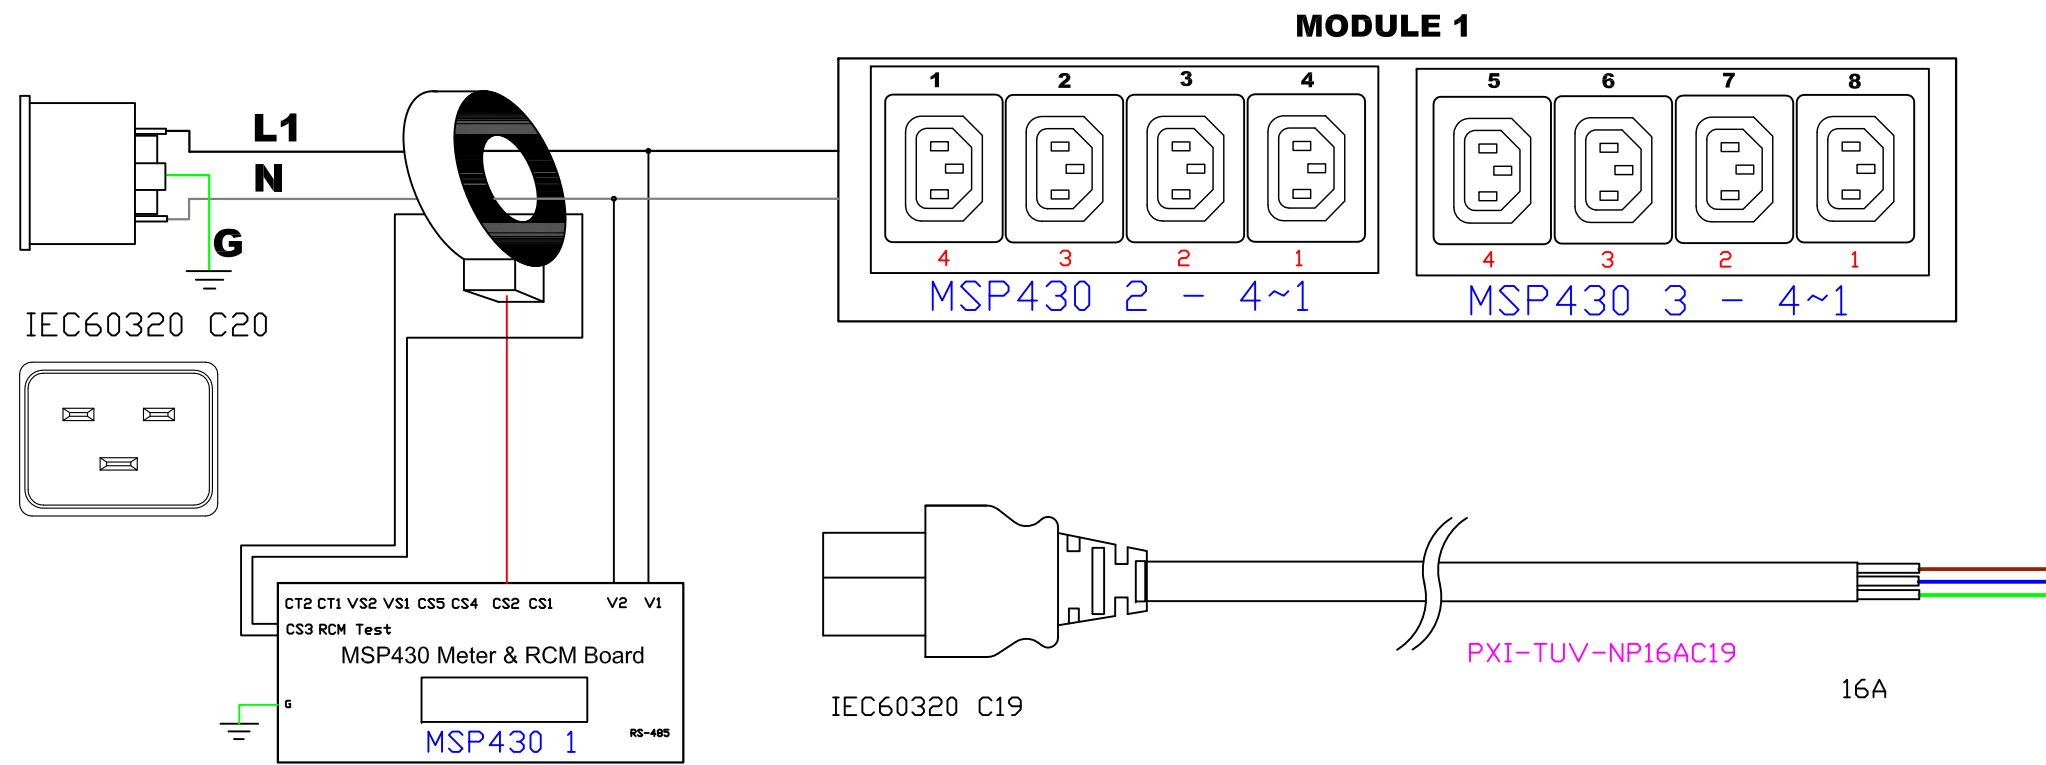 MODULE 1
1 2 3 4 5 6 7 8
L1
N
G
4 3 2 1 4 3 2 1
MSP430 2 - 4~1 MSP430 3 - 4~1
IEC60320 C20
CT2 CT1 VS2 VS1 CS5 CS4 CS2 CS1 V2 V1
CS3 RCM Test
MSP430 Meter & RCM Board
G
RS-485
MSP430 1
PXI-TUV-NP16AC19
16A
IEC60320 C19